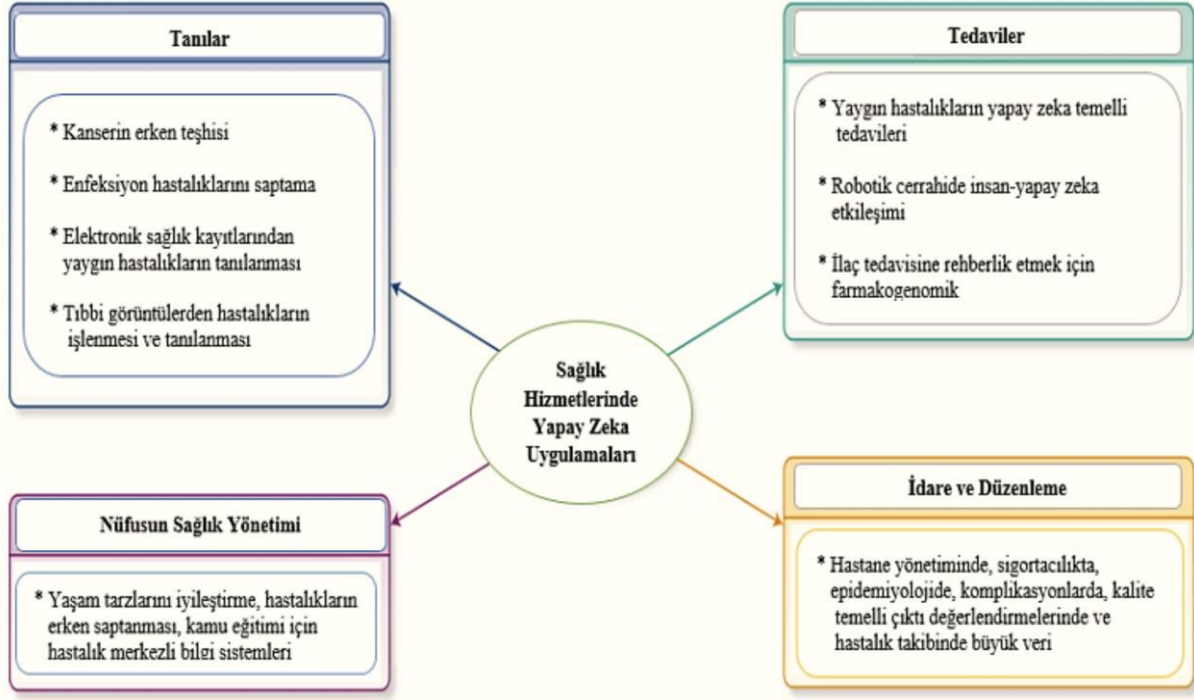 Tanılar
* Kanserin erken teşhisi
* Enfeksiyon hastalıklarını saptama
* Elektronik sağlık kayıtlarından
yaygın hastalıkların tanılanması
* Tıbbi görüntülerden hastalıkların
işlenmesi ve tanılanması
Tedaviler
* Yaygın hastalıkların yapay zeka temelli
tedavileri
* Robotik cerrahide insan-yapay zeka
etkileşimi
* İlaç tedavisine rehberlik etmek için
farmakogenomik
Sağlık
Hizmetlerinde
Yapay Zeka
Uygulamaları
Nüfusun Sağlık Yönetimi
* Yaşam tarzlarını iyileştirme, hastalıkların
erken saptanması, kamu eğitimi için
hastalık merkezli bilgi sistemleri
İdare ve Düzenleme
* Hastane yönetiminde, sigortacılıkta,
epidemiyolojide, komplikasyonlarda, kalite
temelli çıktı değerlendirmelerinde ve
hastalık takibinde büyük veri